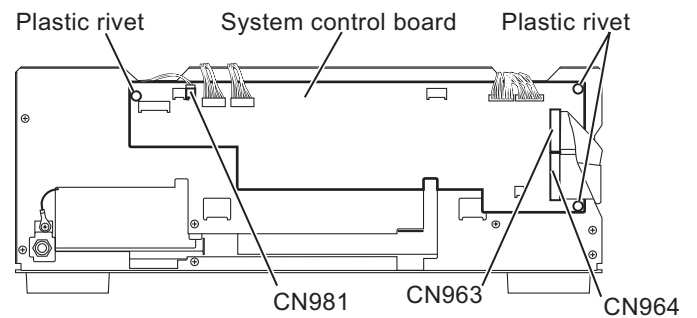 Plastic rivet
System control board
Plastic rivet
CN981
CN963
CN964